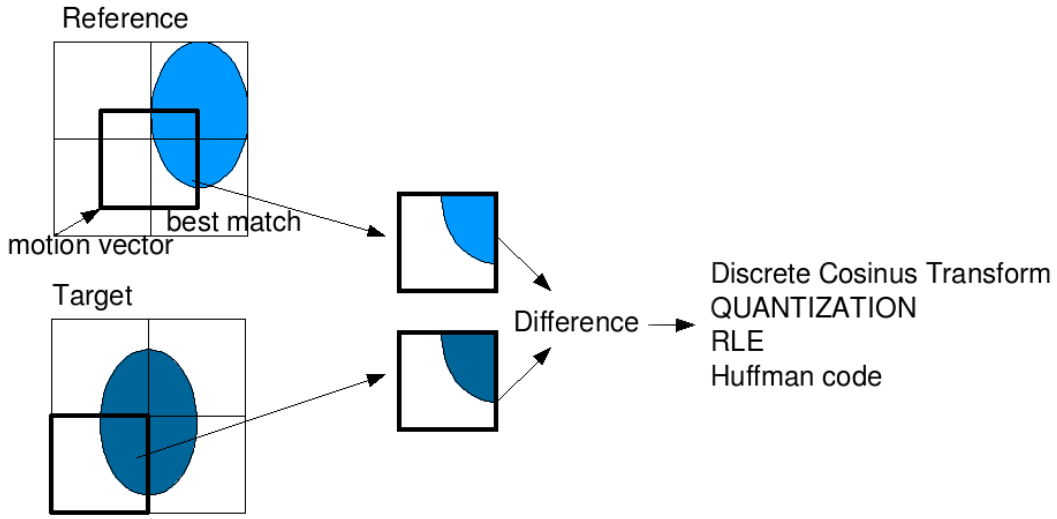 Reference
best match
motion vector
Target
Difference
Discrete Cosinus Transform
QUANTIZATION
RLE
Huffman code